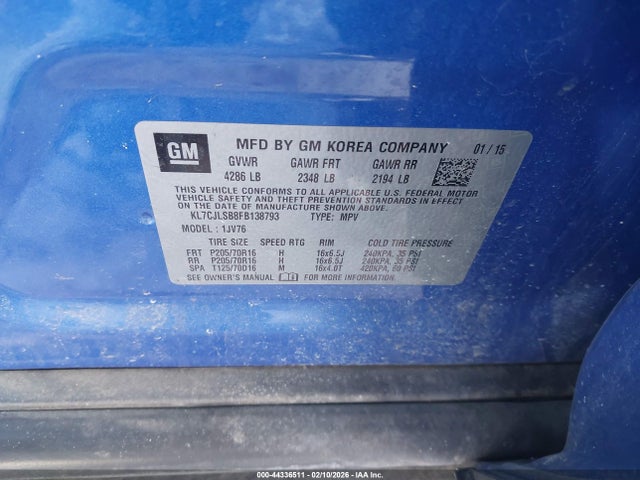 GM
MFD BY GM KOREA COMPANY 01/15
GVWR GAWR FRT GAWR RR
4286 LB 2348 LB 2194 LB
THIS VEHICLE CONFORMS TO ALL APPLICABLE U.S. FEDERAL MOTOR
VEHICLE SAFETY AND THEFT PREVENTION STANDARDS IN EFFECT
ON THE DATE OF MANUFACTURE SHOWN ABOVE.
KL7CJLSB8FB138793 TYPE: MPV
MODEL : 1JV76
TIRE SIZE SPEED RTG RIM COLD TIRE PRESSURE
FRT P205/70R16 H 16x6.5J 240KPA, 35 PSI
RR P205/70R16 H 16x6.5J 240KPA, 35 PSI
SPA T125/70D16 M 16x4.0T 420KPA, 60 PSI
SEE OWNER'S MANUAL FOR MORE INFORMATION.
000-44336511 - 02/10/2026 - IAA, Inc.